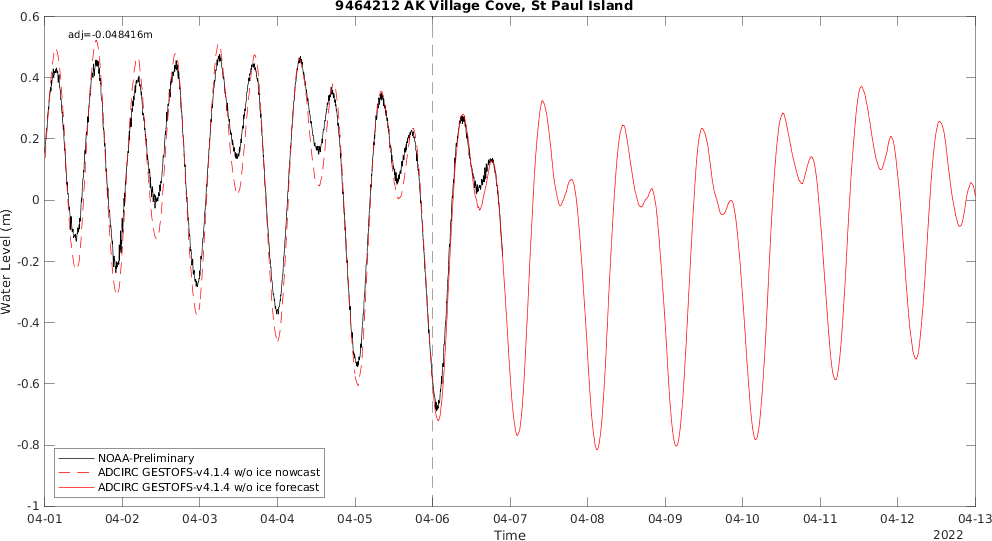 9464212 AK Village Cove, St Paul Island
adj=-0.048416m
0.6
0.4
0.2
0
-0.2
-0.4
-0.6
-0.8
-1
Water Level (m)
NOAA-Preliminary
ADCIRC GESTOFS-v4.1.4 w/o ice nowcast
ADCIRC GESTOFS-v4.1.4 w/o ice forecast
04-01 04-02 04-03 04-04 04-05 04-06 04-07 04-08 04-09 04-10 04-11 04-12 04-13
Time
2022